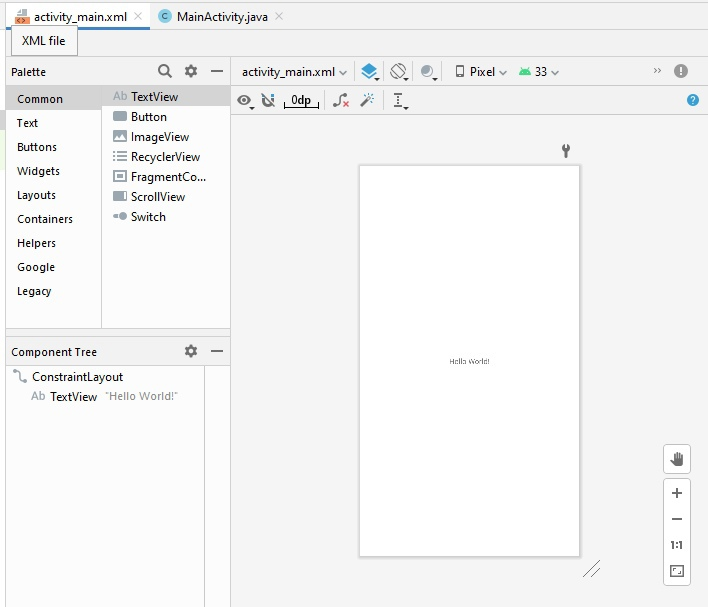 activity_main.xml
MainActivity.java
XML file
Palette
activity_main.xml
Pixel
33
Common
Text
Buttons
Widgets
Layouts
Containers
Helpers
Google
Legacy
Ab TextView
Button
ImageView
RecyclerView
FragmentCo...
ScrollView
Switch
0dp
?
Hello World!
Component Tree
ConstraintLayout
Ab TextView "Hello World!"
1:1